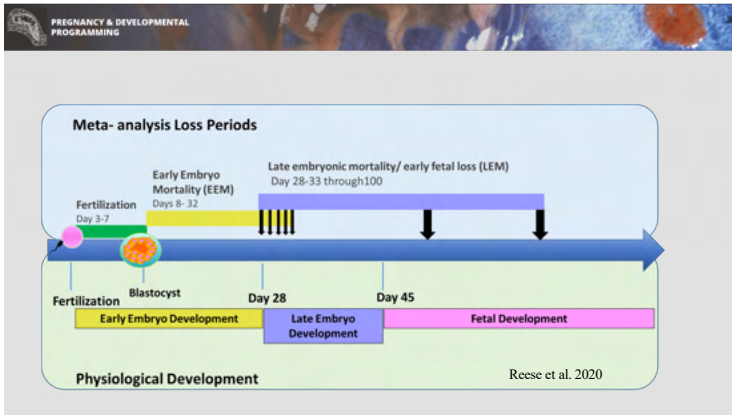 PREGNANCY & DEVELOPMENTAL
PROGRAMMING
Meta- analysis Loss Periods
Late embryonic mortality/ early fetal loss (LEM)
Day 28-33 through100
Early Embryo
Mortality (EEM)
Days 8- 32
Fertilization
Day 3-7
Fertilization
Blastocyst
Day 28
Day 45
Early Embryo Development
Late Embryo
Development
Fetal Development
Physiological Development
Reese et al. 2020